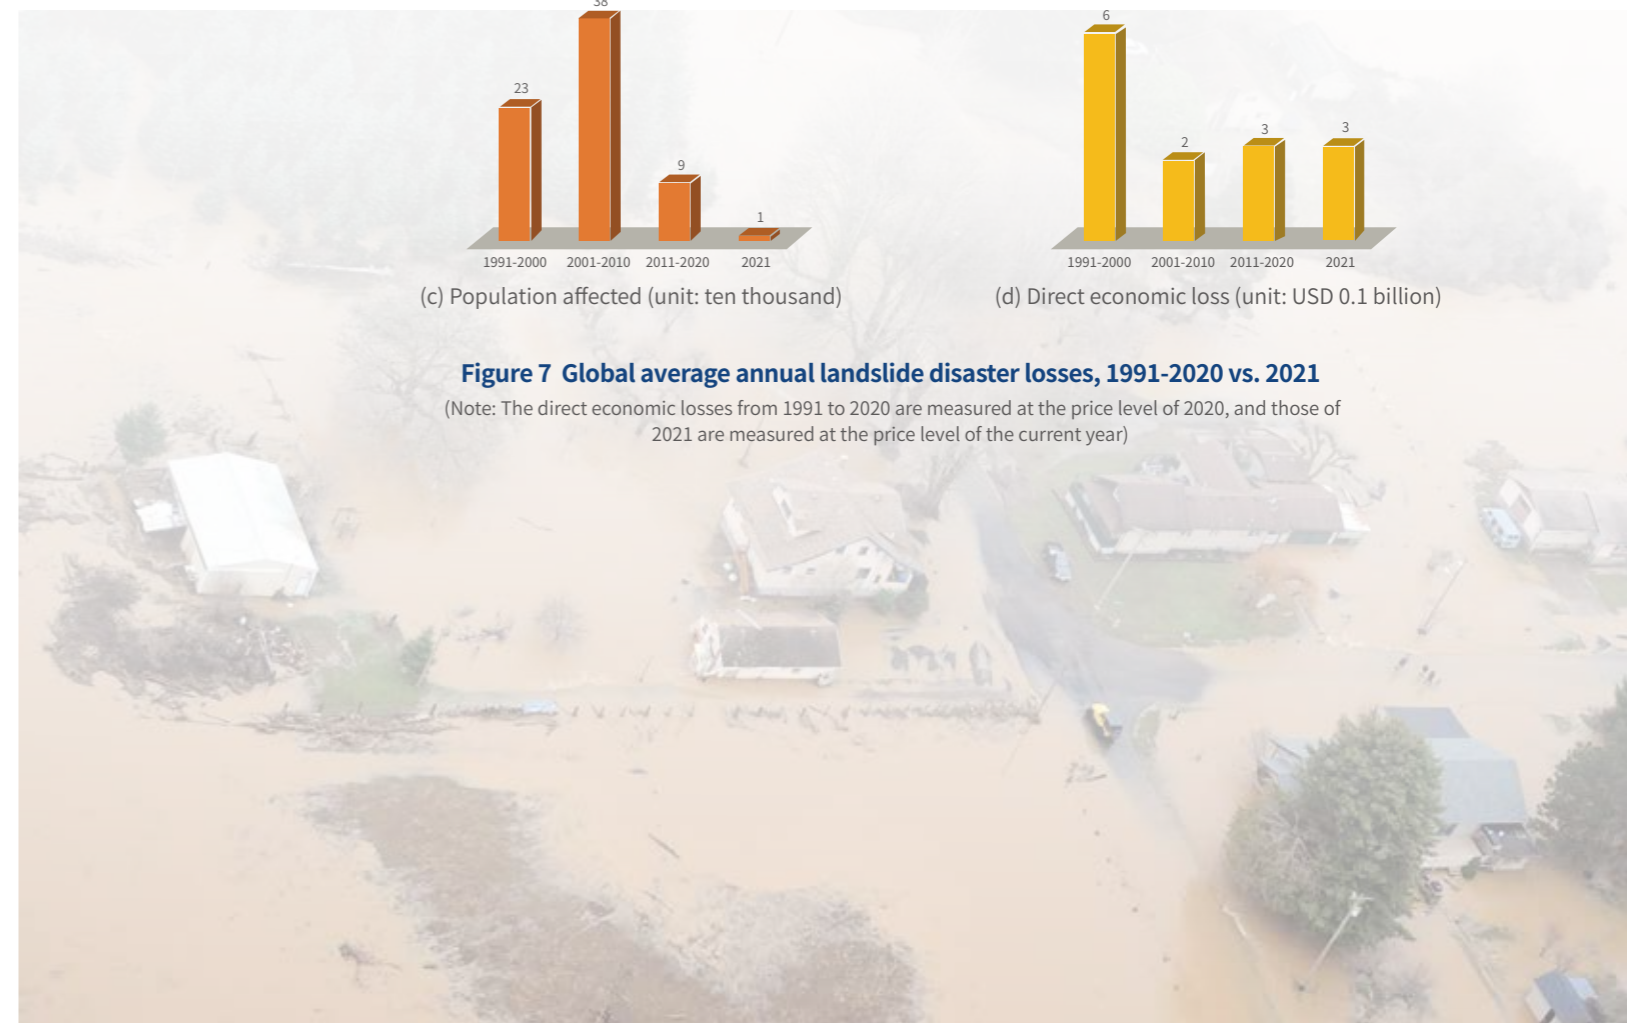 38
23
9
1
1991-2000 2001-2010 2011-2020 2021
(c) Population affected (unit: ten thousand)
6
2
3
3
1991-2000 2001-2010 2011-2020 2021
(d) Direct economic loss (unit: USD 0.1 billion)
Figure 7 Global average annual landslide disaster losses, 1991-2020 vs. 2021
(Note: The direct economic losses from 1991 to 2020 are measured at the price level of 2020, and those of
2021 are measured at the price level of the current year)